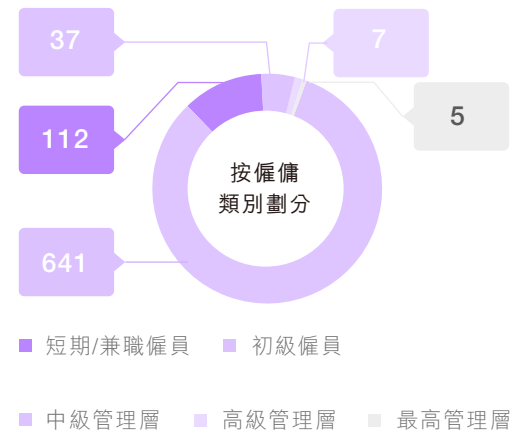 37
7
112
5
按僱傭
類別劃分
641
短期/兼職僱員 初級僱員
中級管理層 高級管理層 最高管理層